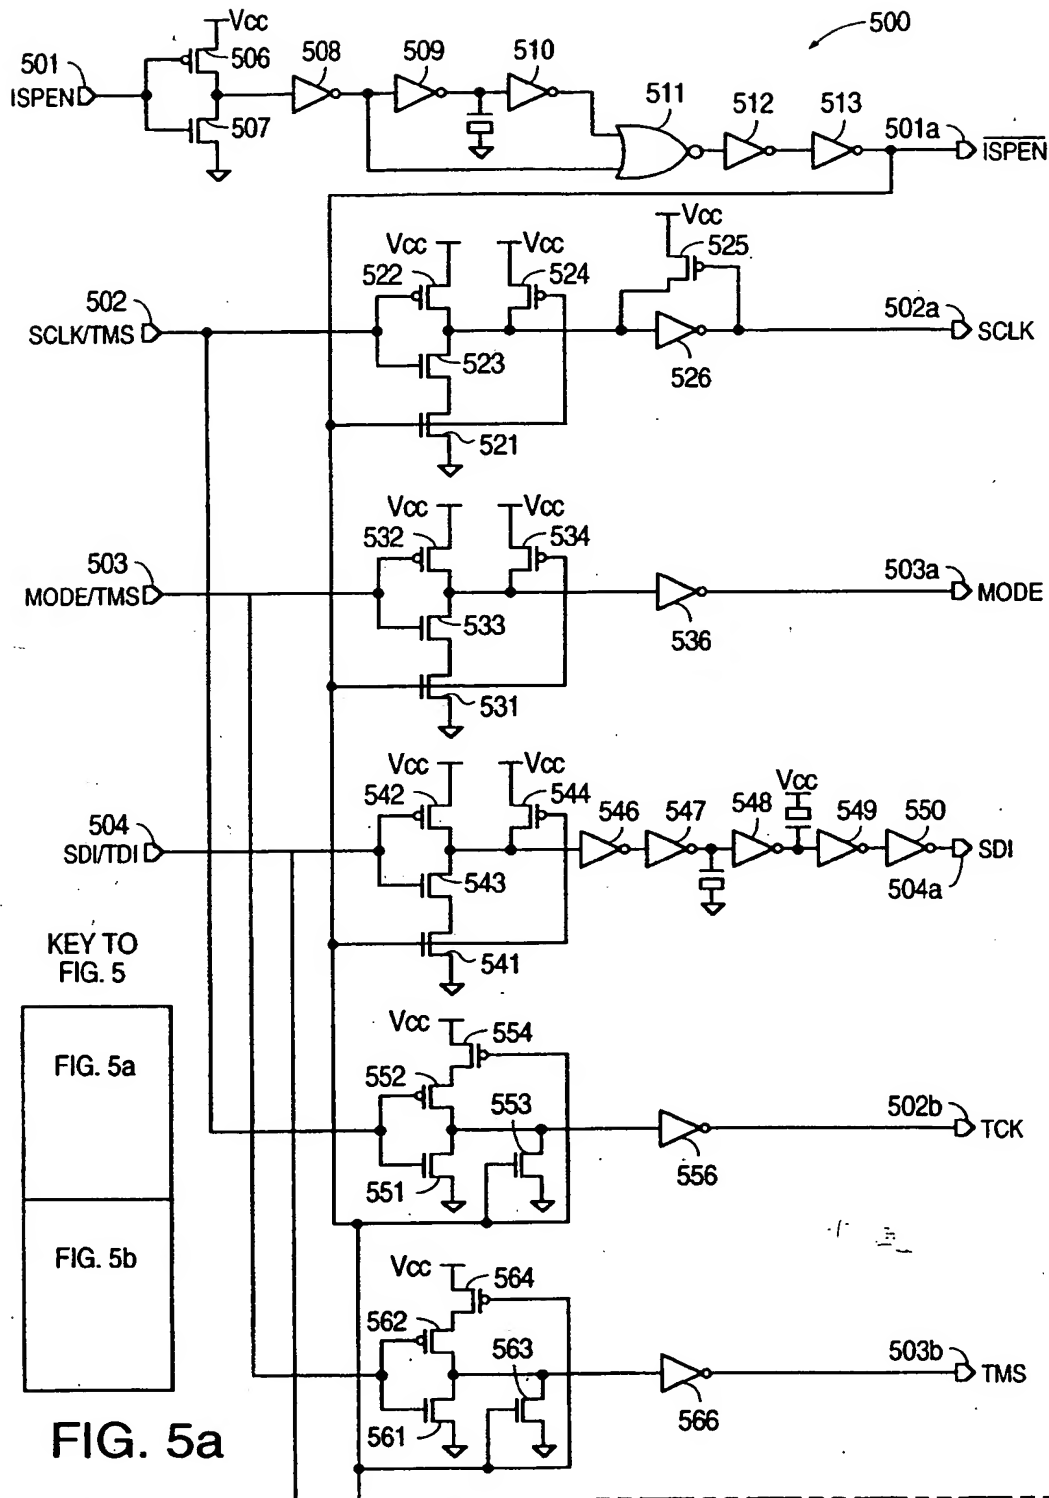 Vcc
500
501
506
508
509
510
ISPEN
507
511
512
513
501a
ISPEN
Vcc
Vcc
Vcc
525
522
524
502
502a
SCLK/TMS
523
526
SCLK
521
Vcc
Vcc
532
534
503
503a
MODE/TMS
533
536
MODE
531
Vcc
Vcc
Vcc
542
544
546
547
548
549
550
504
SDI/TDI
SDI
543
504a
541
KEY TO
FIG. 5
Vcc
554
FIG. 5a
552
553
502b
TCK
551
556
FIG. 5b
Vcc
564
562
563
503b
TMS
561
566
FIG. 5a